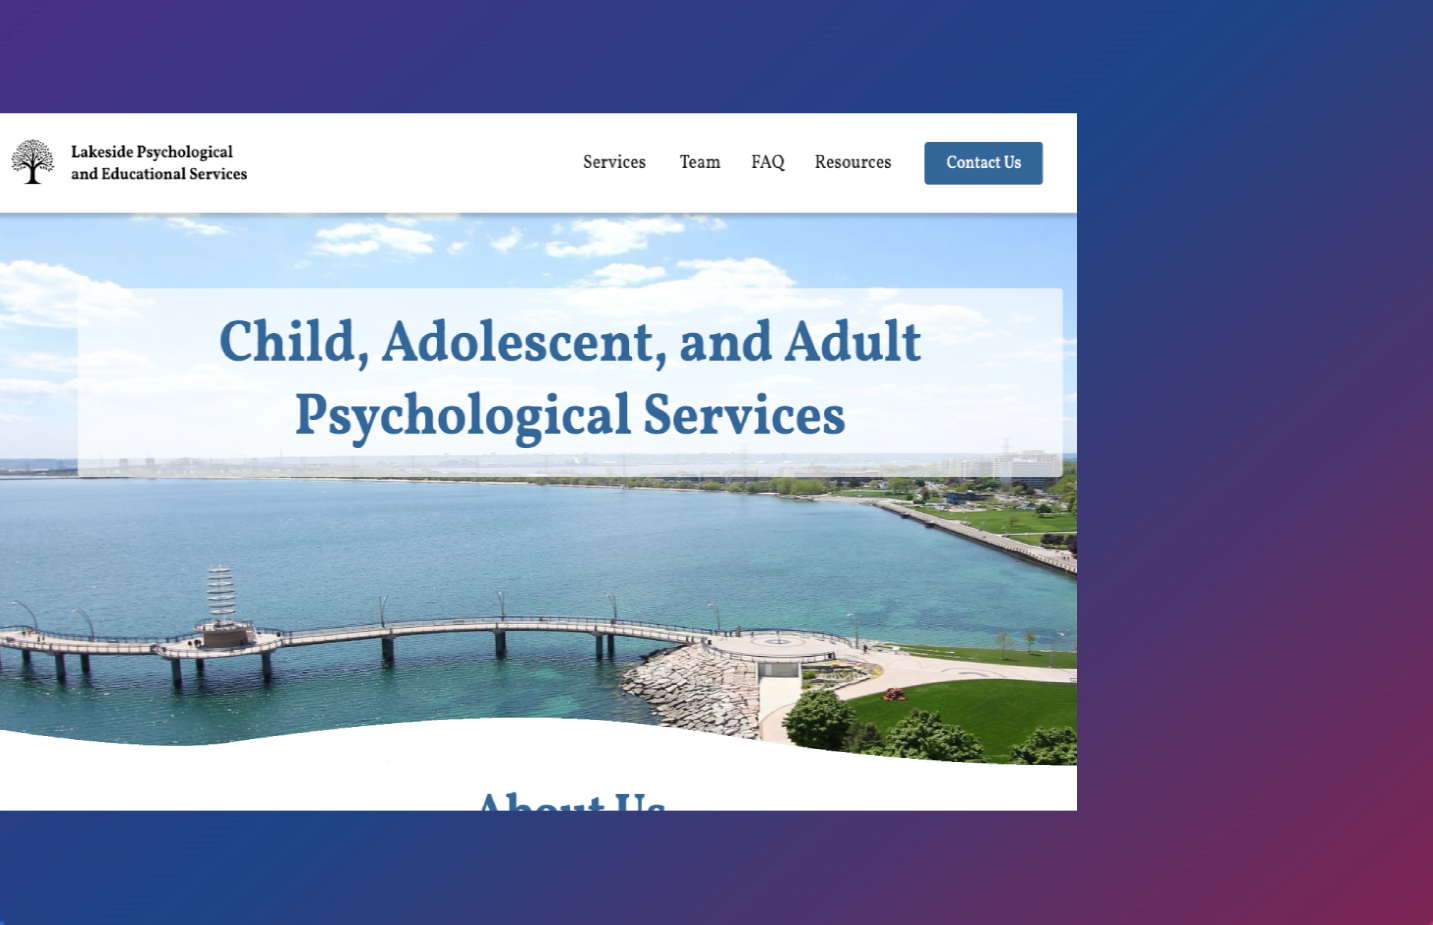 Lakeside Psychological
and Educational Services
Services Team FAQ Resources Contact Us
Child, Adolescent, and Adult
Psychological Services
About Us